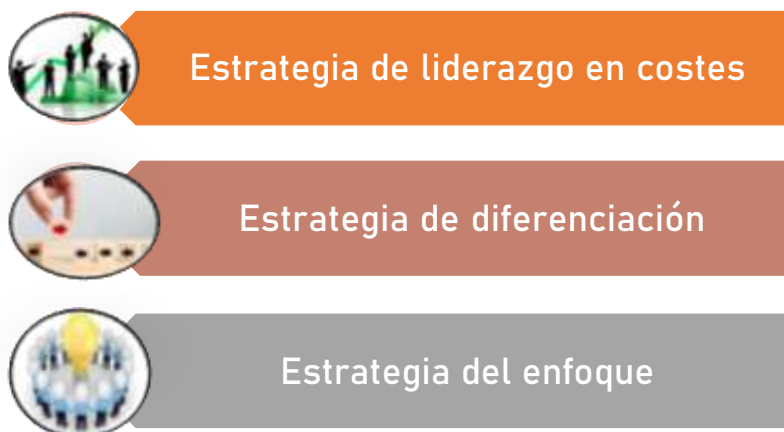 Estrategia de liderazgo en costes
Estrategia de diferenciación
Estrategia del enfoque